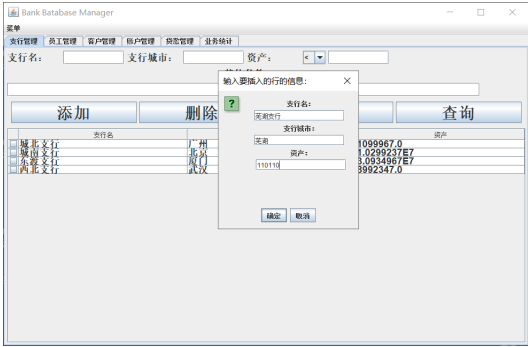 Bank Batabase Manager
菜单
支行管理 员工管理 客户管理 账户管理 贷款管理 业务统计
支行名: 支行城市: 资产: <
输入要插入的行的信息:
支行名:
芜湖支行
支行城市:
芜湖
资产:
110110
确定 取消
添加 删除 查询
支行名 资产
城北支行 广州 1099967.0
城南支行 北京 1.0299237E7
东渡支行 厦门 3.0934967E7
西北支行 武汉 3992347.0